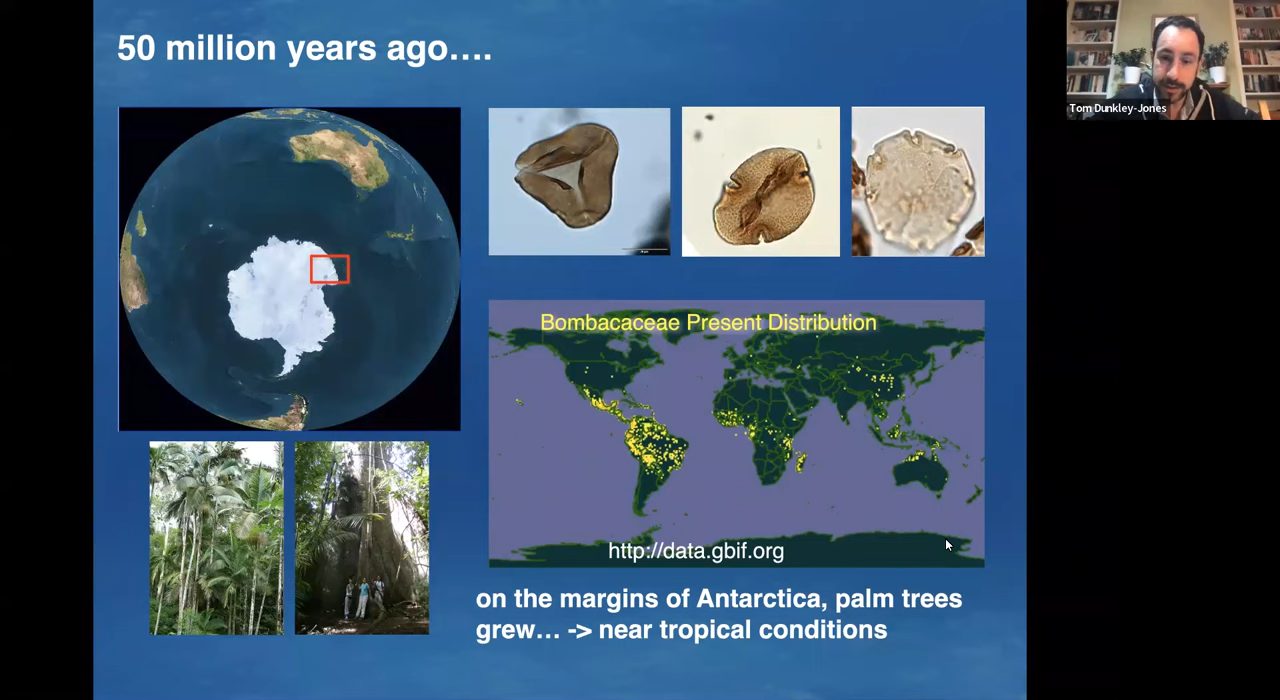 50 million years ago....
Tom Dunkley-Jones
Bombacaceae Present Distribution
http://data.gbif.org
on the margins of Antarctica, palm trees
grew... -> near tropical conditions